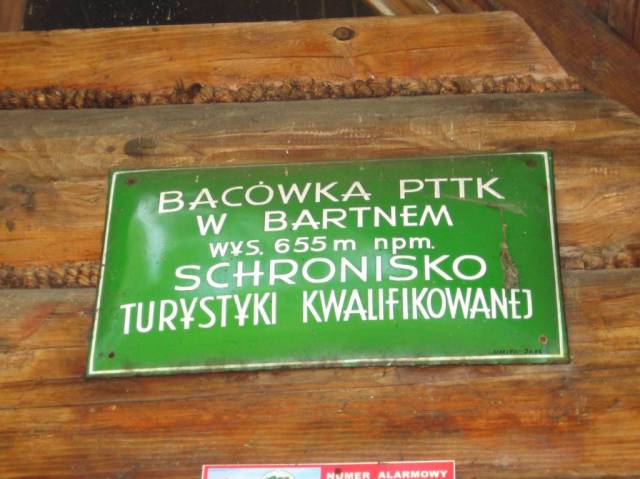 BACÓWKA PTTK
W BARTNEM
WYS. 655 m npm.
SCHRONISKO
TURYSTYKI KWALIFIKOWANEJ
NUMER ALARMOWY